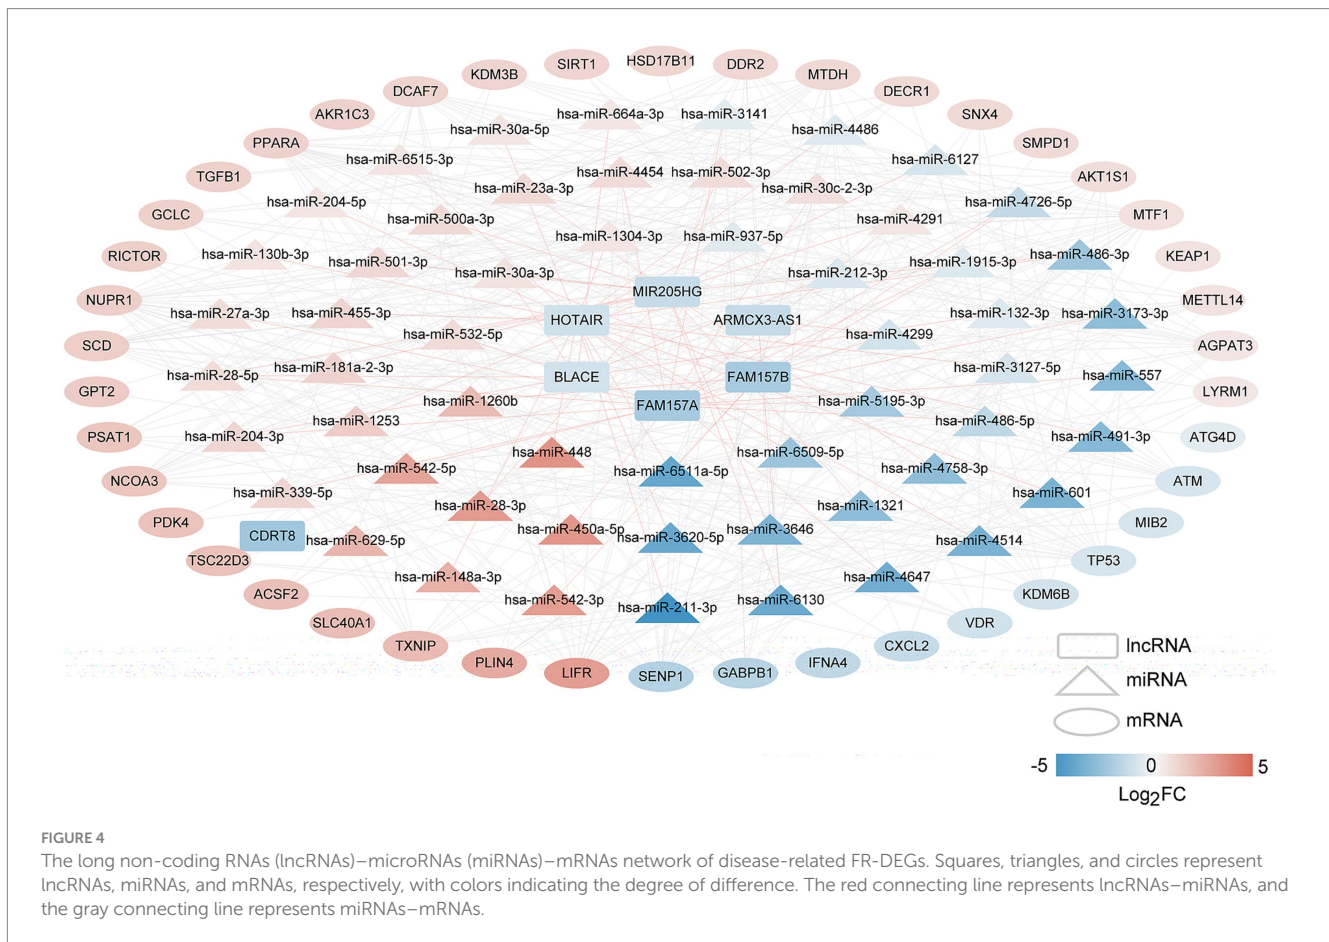 HSD17B11
SIRT1
DDR2
KDM3B
MTDH
DCAF7
DECR1
AKR1C3
hsa-miR-664a-3p
hsa-miR-3141
SNX4
hsa-miR-30a-5p
hsa-miR-4486
PPARA
SMPD1
hsa-miR-6515-3p
hsa-miR-6127
TGFB1
hsa-miR-4454
hsa-miR-502-3p
AKT1S1
hsa-miR-23a-3p
hsa-miR-30c-2-3p
hsa-miR-204-5p
hsa-miR-4726-5p
GCLC
hsa-miR-500a-3p
hsa-miR-4291
MTF1
hsa-miR-1304-3p
hsa-miR-937-5p
RICTOR
hsa-miR-130b-3p
hsa-miR-486-3p
KEAP1
hsa-miR-501-3p
hsa-miR-1915-3p
hsa-miR-30a-3p
hsa-miR-212-3p
NUPR1
MIR205HG
METTL14
hsa-miR-27a-3p
hsa-miR-455-3p
HOTAIR
ARMCX3-AS1
hsa-miR-132-3p
hsa-miR-3173-3p
hsa-miR-532-5p
hsa-miR-4299
SCD
AGPAT3
hsa-miR-28-5p
hsa-miR-181a-2-3p
BLACE
FAM157B
hsa-miR-3127-5p
hsa-miR-557
GPT2
LYRM1
hsa-miR-1260b
FAM157A
hsa-miR-5195-3p
hsa-miR-1253
hsa-miR-486-5p
PSAT1
hsa-miR-204-3p
hsa-miR-491-3p
ATG4D
hsa-miR-448
hsa-miR-6509-5p
hsa-miR-542-5p
hsa-miR-6511a-5p
hsa-miR-4758-3p
NCOA3
ATM
hsa-miR-339-5p
hsa-miR-601
hsa-miR-28-3p
hsa-miR-1321
PDK4
MIB2
CDRT8
hsa-miR-450a-5p
hsa-miR-3646
hsa-miR-629-5p
hsa-miR-3620-5p
hsa-miR-4514
TSC22D3
TP53
hsa-miR-148a-3p
hsa-miR-4647
ACSF2
KDM6B
hsa-miR-542-3p
hsa-miR-211-3p
hsa-miR-6130
SLC40A1
VDR
TXNIP
CXCL2
PLIN4
IFNA4
LIFR
SENP1
GABPB1
lncRNA
miRNA
mRNA
-5 0 5
Log2FC
FIGURE 4
The long non-coding RNAs (lncRNAs)–microRNAs (miRNAs)–mRNAs network of disease-related FR-DEGs. Squares, triangles, and circles represent
lncRNAs, miRNAs, and mRNAs, respectively, with colors indicating the degree of difference. The red connecting line represents lncRNAs–miRNAs, and
the gray connecting line represents miRNAs–mRNAs.